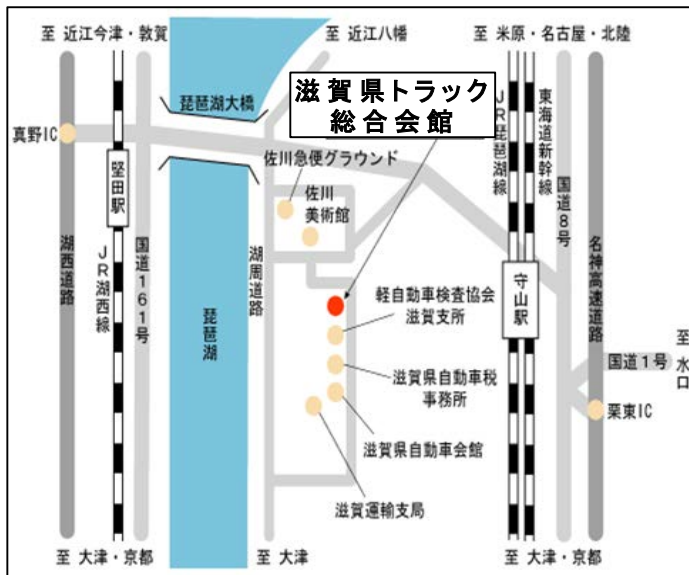 至 近江今津・敦賀
至 近江八幡
至 米原・名古屋・北陸
琵琶湖大橋
滋賀県トラック
総合会館
真野IC
佐川急便グラウンド
佐川
美術館
堅田駅
JR琵琶湖線
東海道新幹線
国道8号
名神高速道路
湖西道路
JR湖西線
国道161号
琵琶湖
湖周道路
軽自動車検査協会
滋賀支所
守山駅
滋賀県自動車税
事務所
国道1号
至 水口
栗東IC
滋賀県自動車会館
滋賀運輸支局
至 大津・京都
至 大津
至 大津・京都